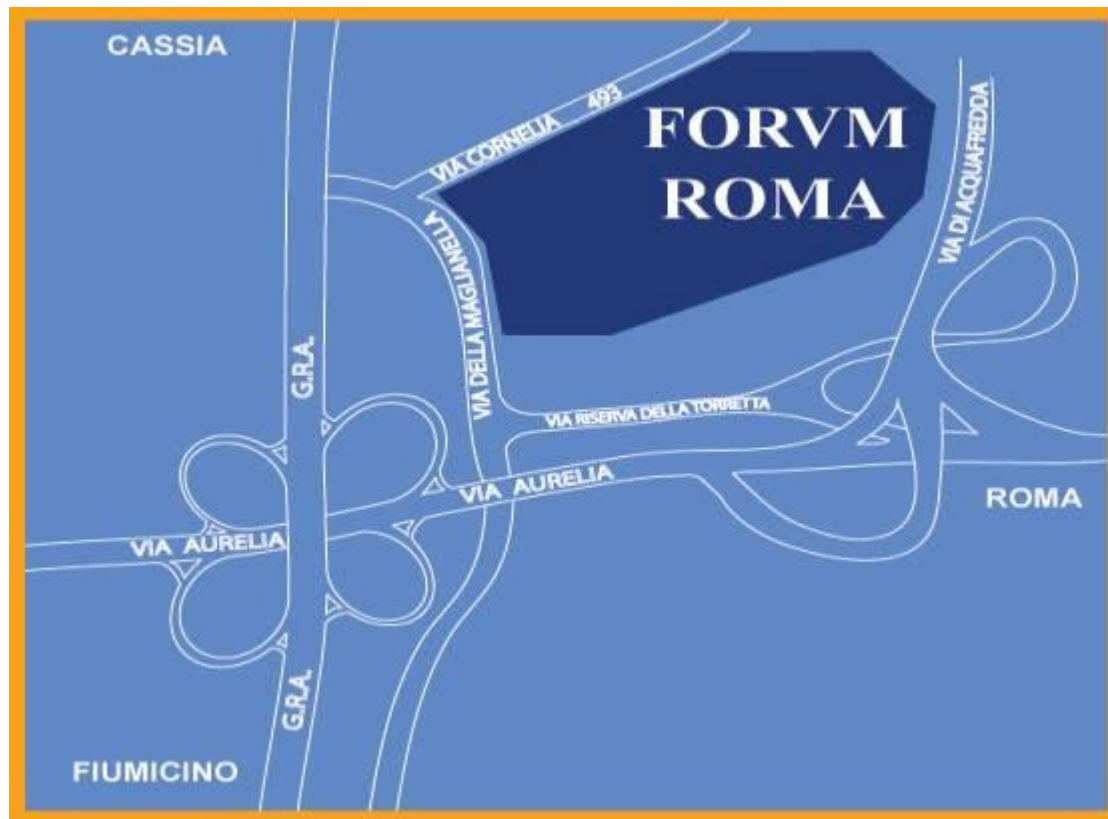 CASSIA
VIA CORNELIA 493
FORVM
ROMA
VIA DI ACQUAFREDDA
VIA DELLA MAGLIANELLA
G.R.A.
VIA RISERVA DELLA TORRETTA
VIA AURELIA
ROMA
VIA AURELIA
G.R.A.
FIUMICINO